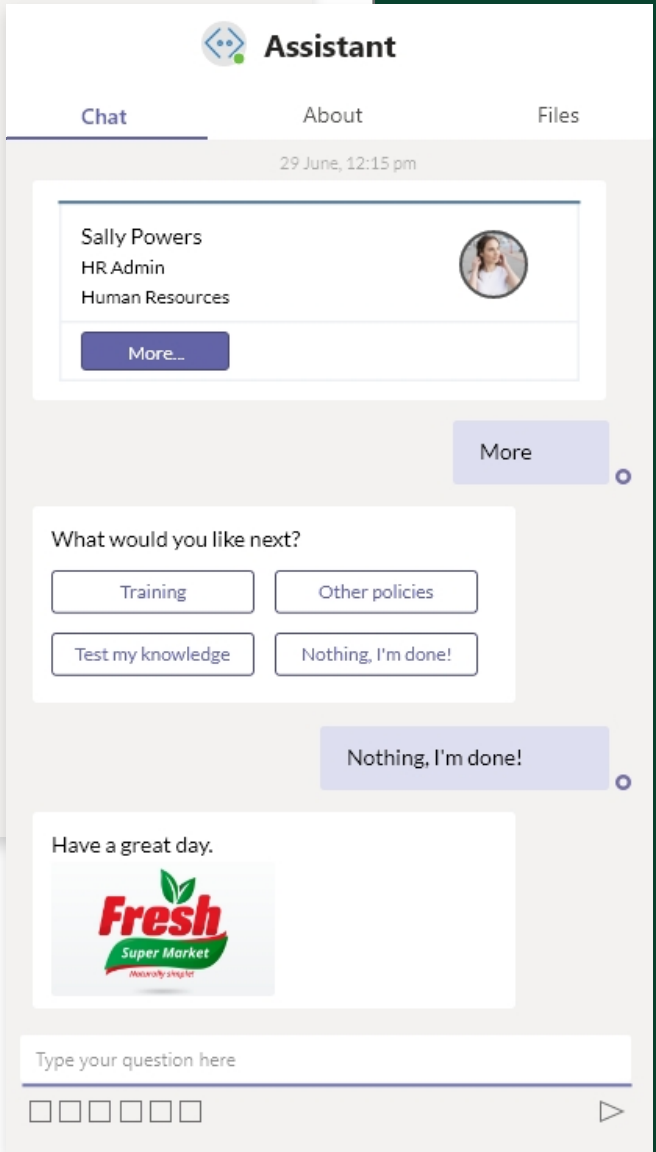 Assistant
Chat
About
Files
29 June, 12:15 pm
Sally Powers
HR Admin
Human Resources
More...
More
What would you like next?
Training
Other policies
Test my knowledge
Nothing, I'm done!
Nothing, I'm done!
Have a great day.
Fresh
Super Market
Naturally simple!
Type your question here